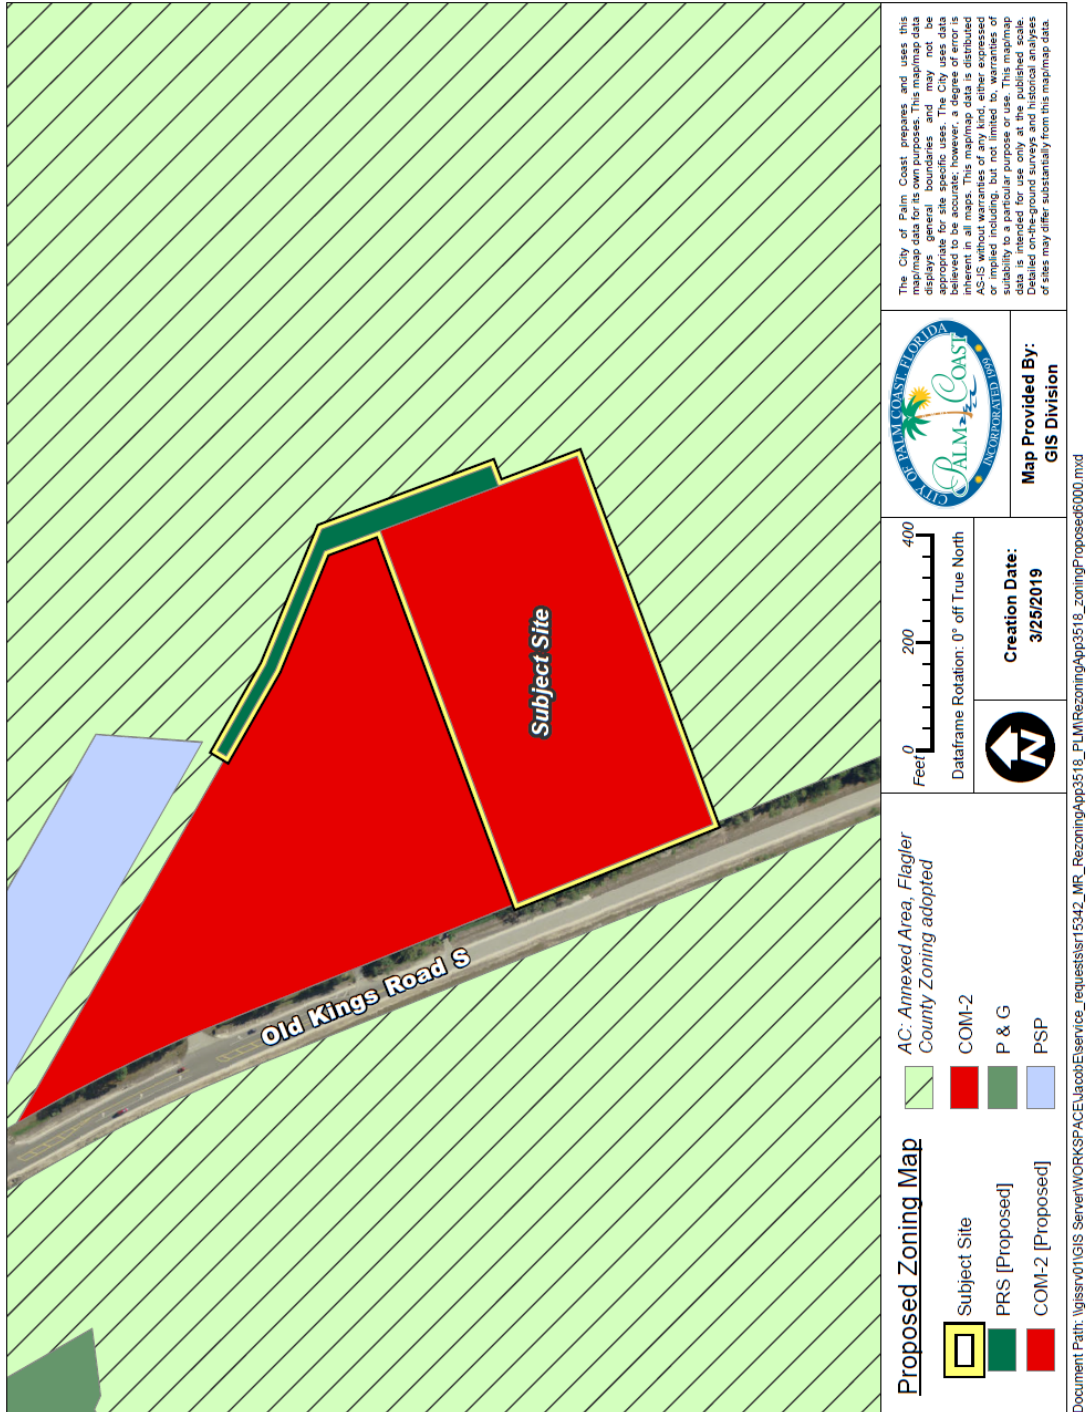 Subject Site
Old Kings Road S
Proposed Zoning Map
Subject Site
PRS [Proposed]
COM-2 [Proposed]
AC: Annexed Area, Flagler
County Zoning adopted
COM-2
P & G
PSP
0 200 400
Feet
Dataframe Rotation: 0° off True North
N
Creation Date:
3/25/2019
CITY OF PALM COAST, FLORIDA
PALM COAST
INCORPORATED 1999
Map Provided By:
GIS Division
The City of Palm Coast prepares and uses this
map/map data for its own purposes. This map/map data
displays general boundaries and may not be
appropriate for site specific uses. The City uses data
believed to be accurate; however, a degree of error is
inherent in all maps. This map/map data is distributed
AS-IS without warranties of any kind, either expressed
or implied including, but not limited to, warranties of
suitability to a particular purpose or use. This map/map
data is intended for use only at the published scale.
Detailed on-the-ground surveys and historical analyses
of sites may differ substantially from this map/map data.
Document Path: \\gissrv01\GIS Server\WORKSPACE\JacobE\service_requests\sr15342_MR_RezoningApp3518_PLM\RezoningApp3518_zoningProposed6000.mxd